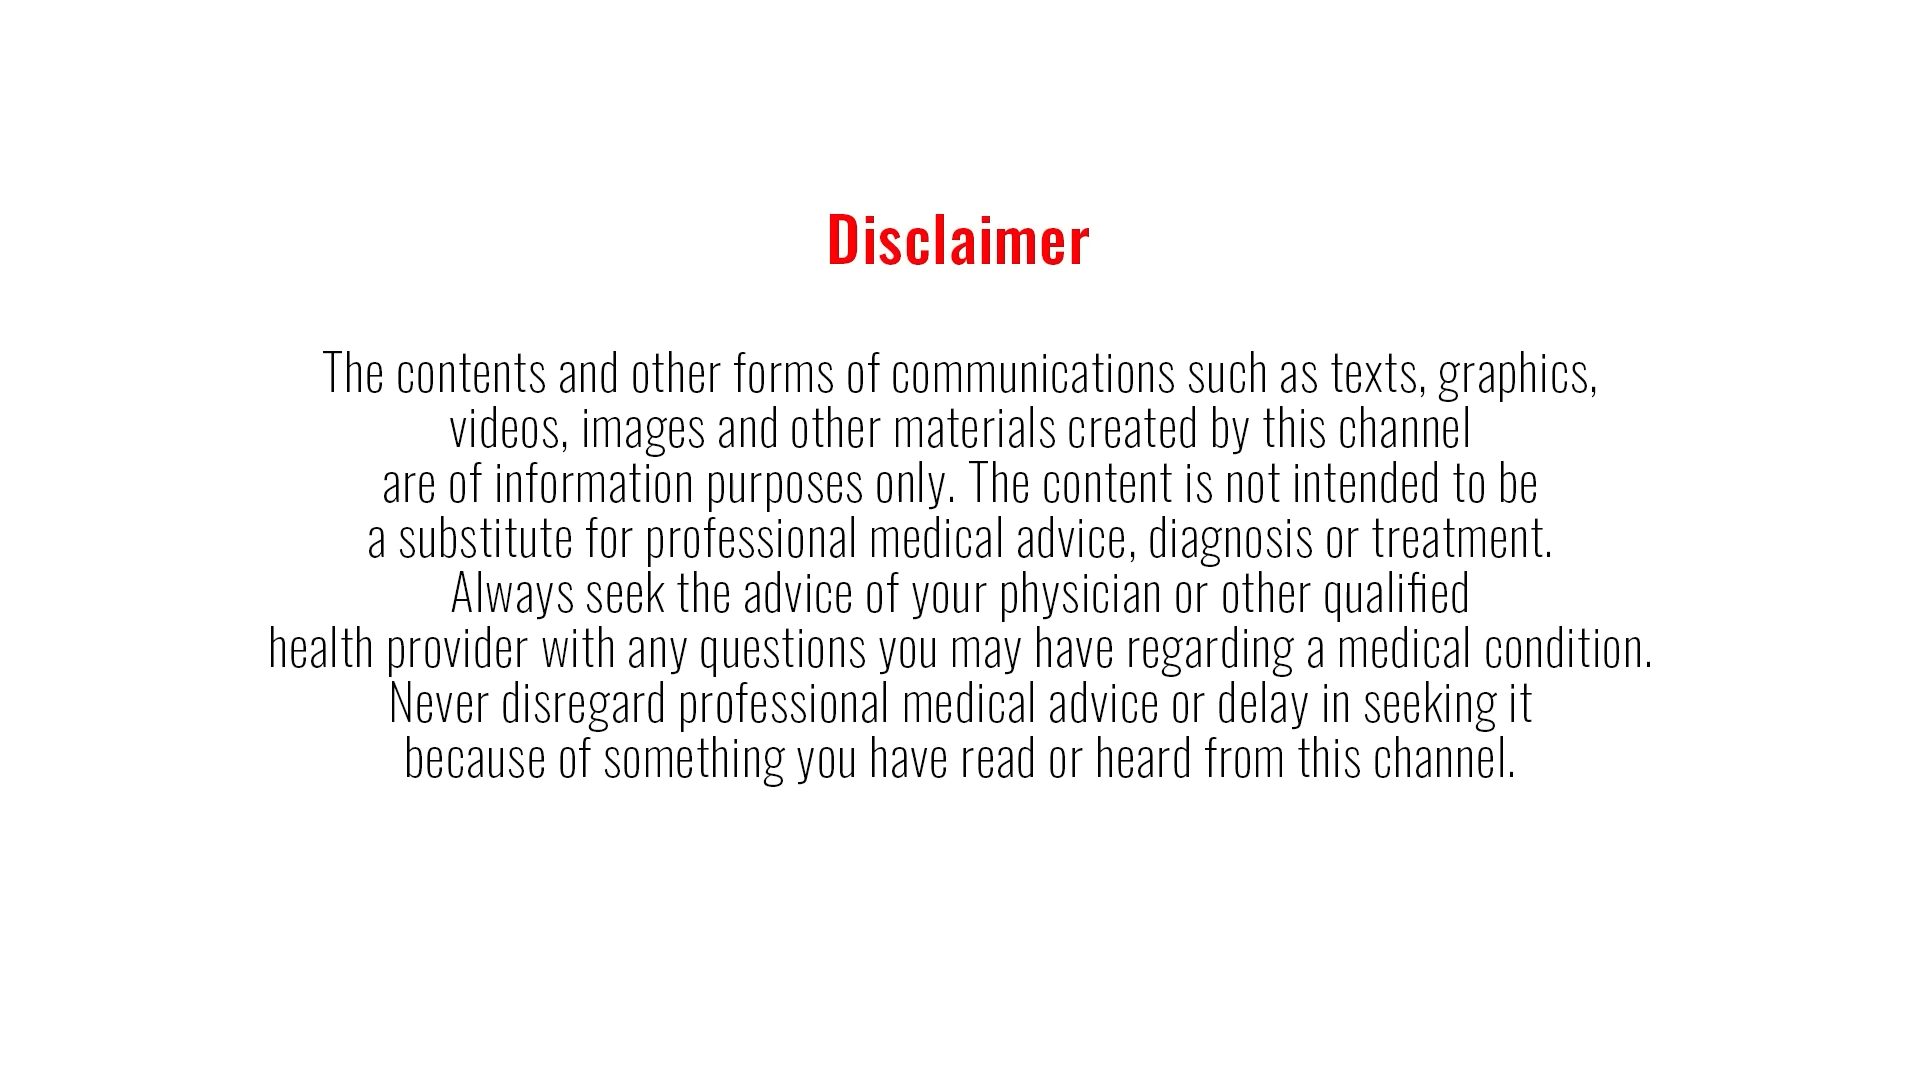 Disclaimer
The contents and other forms of communications such as texts, graphics,
videos, images and other materials created by this channel
are of information purposes only. The content is not intended to be
a substitute for professional medical advice, diagnosis or treatment.
Always seek the advice of your physician or other qualified
health provider with any questions you may have regarding a medical condition.
Never disregard professional medical advice or delay in seeking it
because of something you have read or heard from this channel.